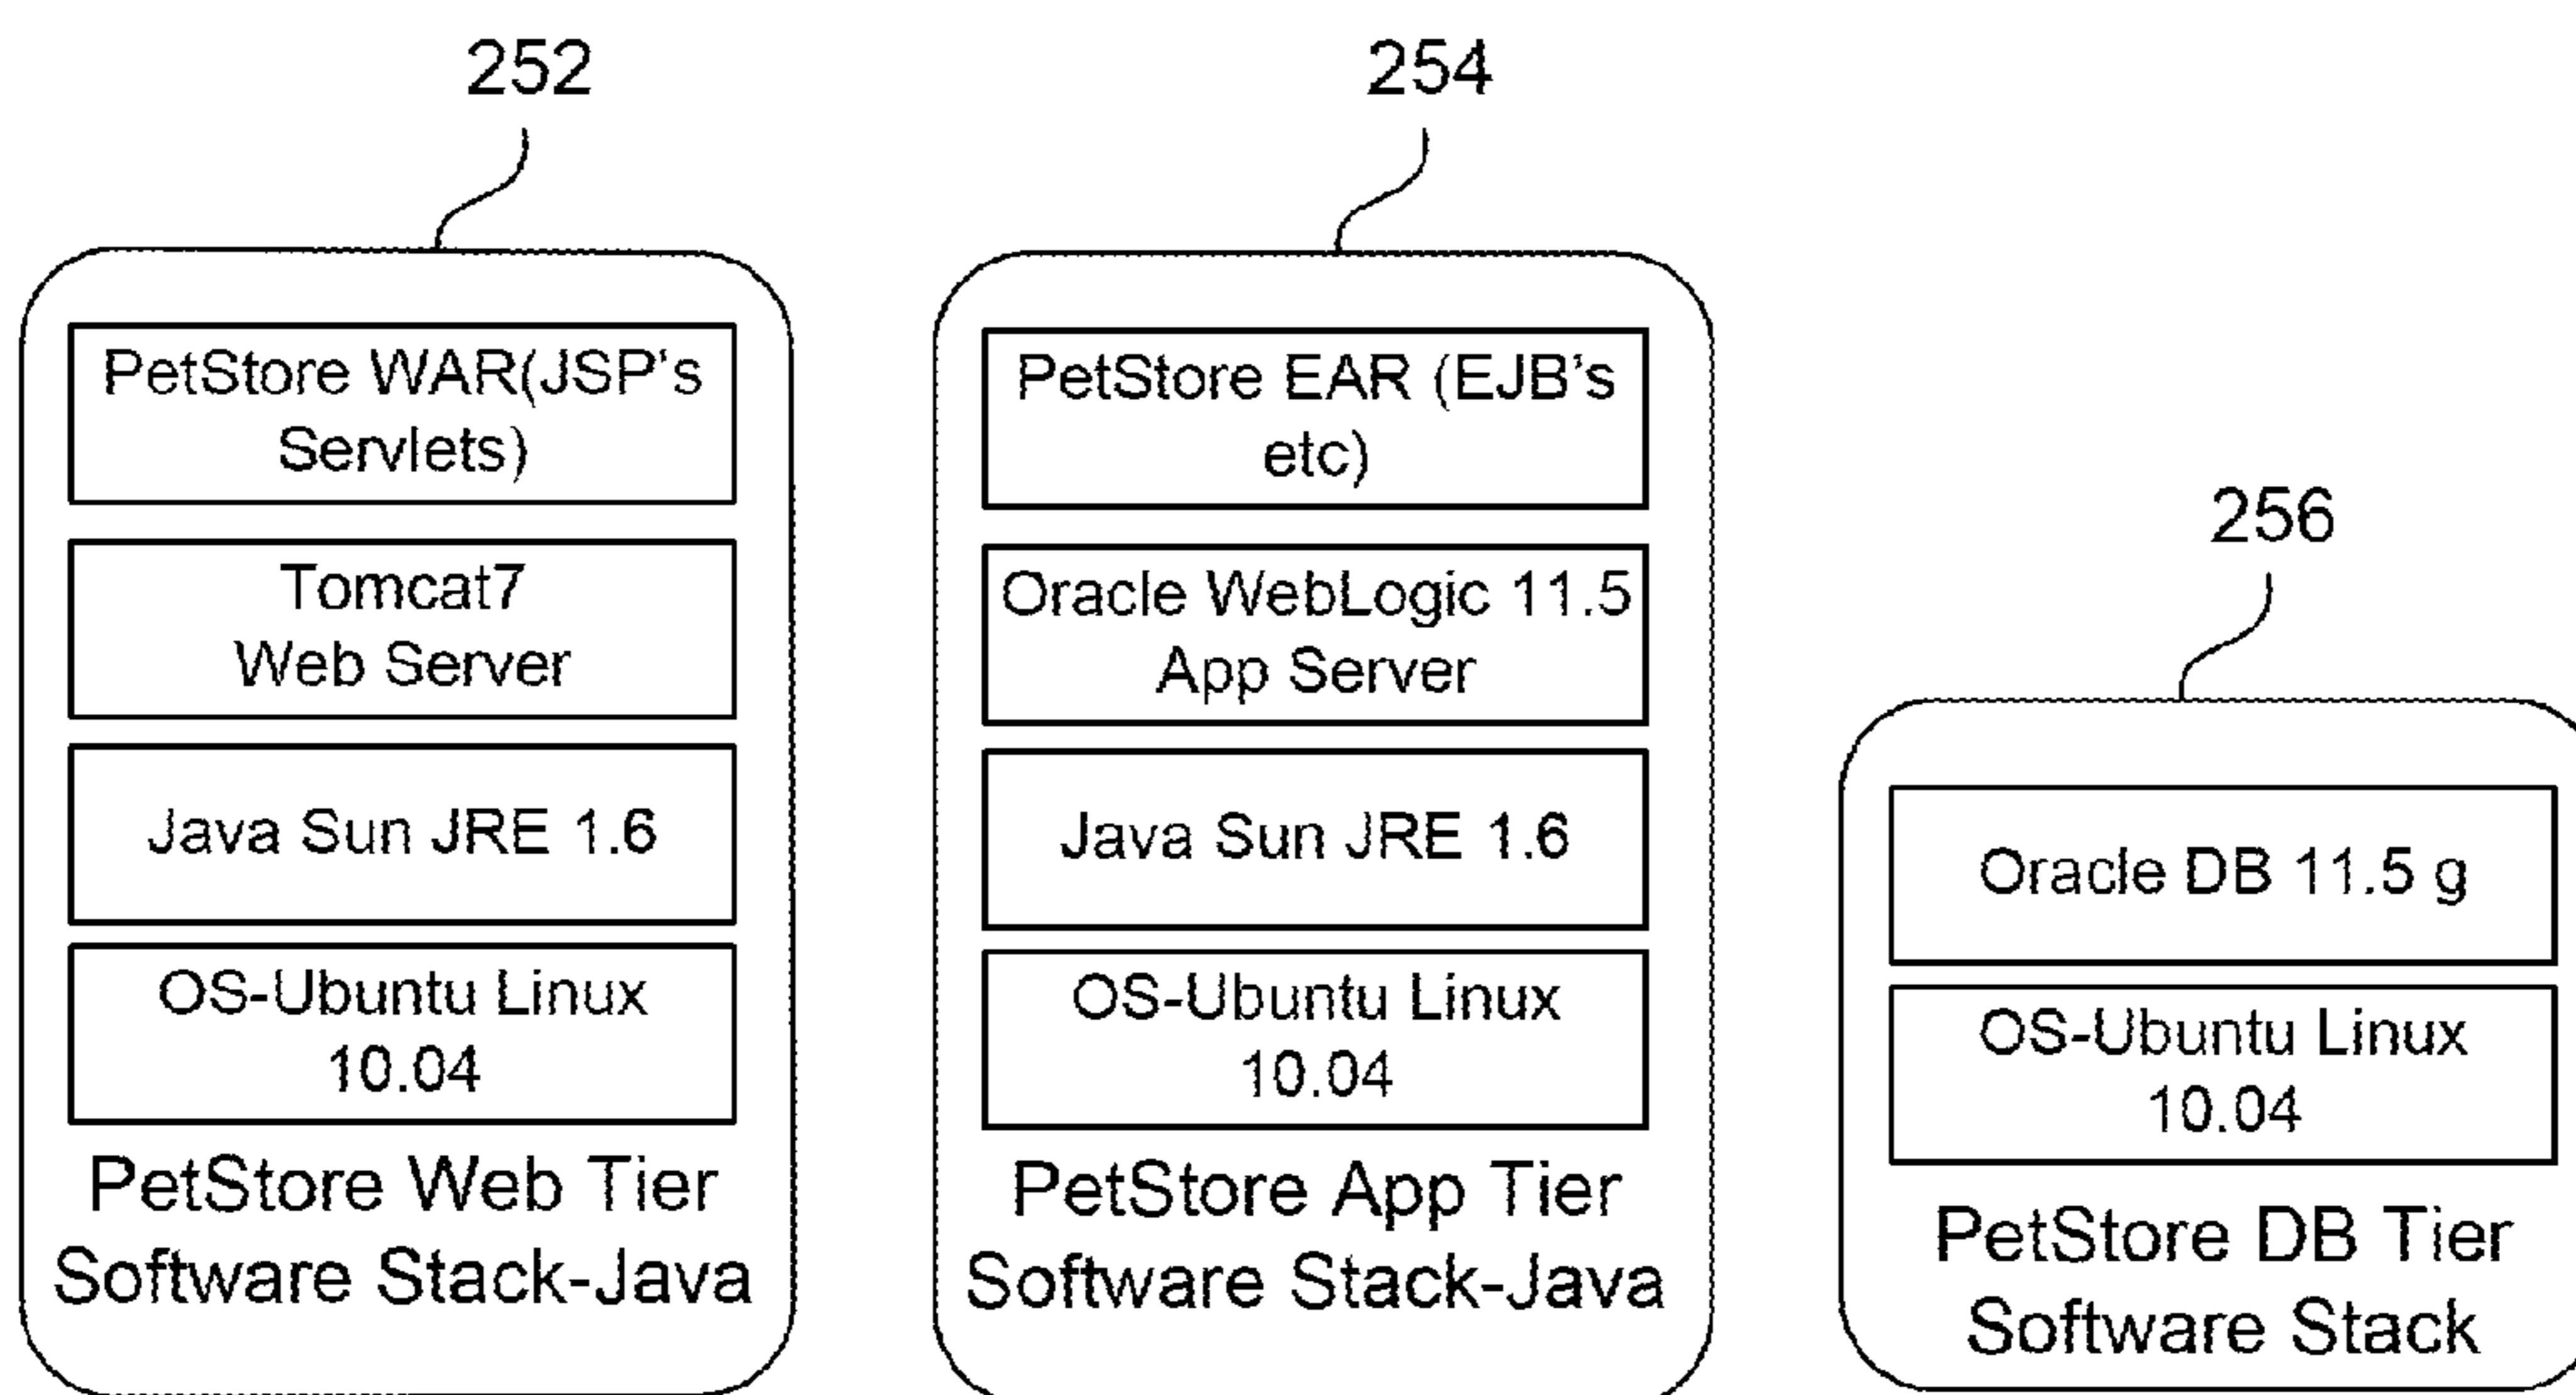 252
PetStore WAR(JSP's
Servlets)
Tomcat7
Web Server
Java Sun JRE 1.6
OS-Ubuntu Linux
10.04
PetStore Web Tier
Software Stack-Java
254
PetStore EAR (EJB's
etc)
Oracle WebLogic 11.5
App Server
Java Sun JRE 1.6
OS-Ubuntu Linux
10.04
PetStore App Tier
Software Stack-Java
256
Oracle DB 11.5 g
OS-Ubuntu Linux
10.04
PetStore DB Tier
Software Stack